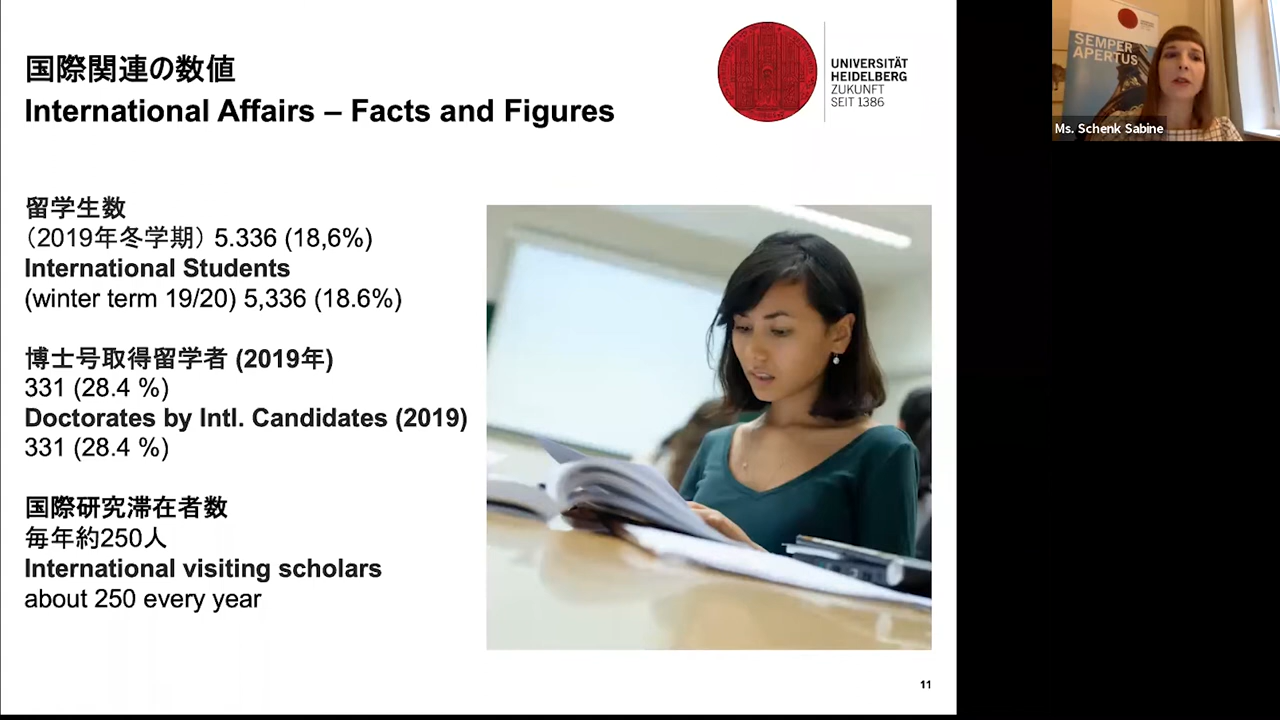 国際関連の数値
International Affairs – Facts and Figures
UNIVERSITÄT
HEIDELBERG
ZUKUNFT
SEIT 1386
留学生数
（2019年冬学期）5.336 (18,6%)
International Students
(winter term 19/20) 5,336 (18.6%)
博士号取得留学者 (2019年)
331 (28.4 %)
Doctorates by Intl. Candidates (2019)
331 (28.4 %)
国際研究滞在者数
毎年約250人
International visiting scholars
about 250 every year
11
SEMPER
APERTUS
Ms. Schenk Sabine